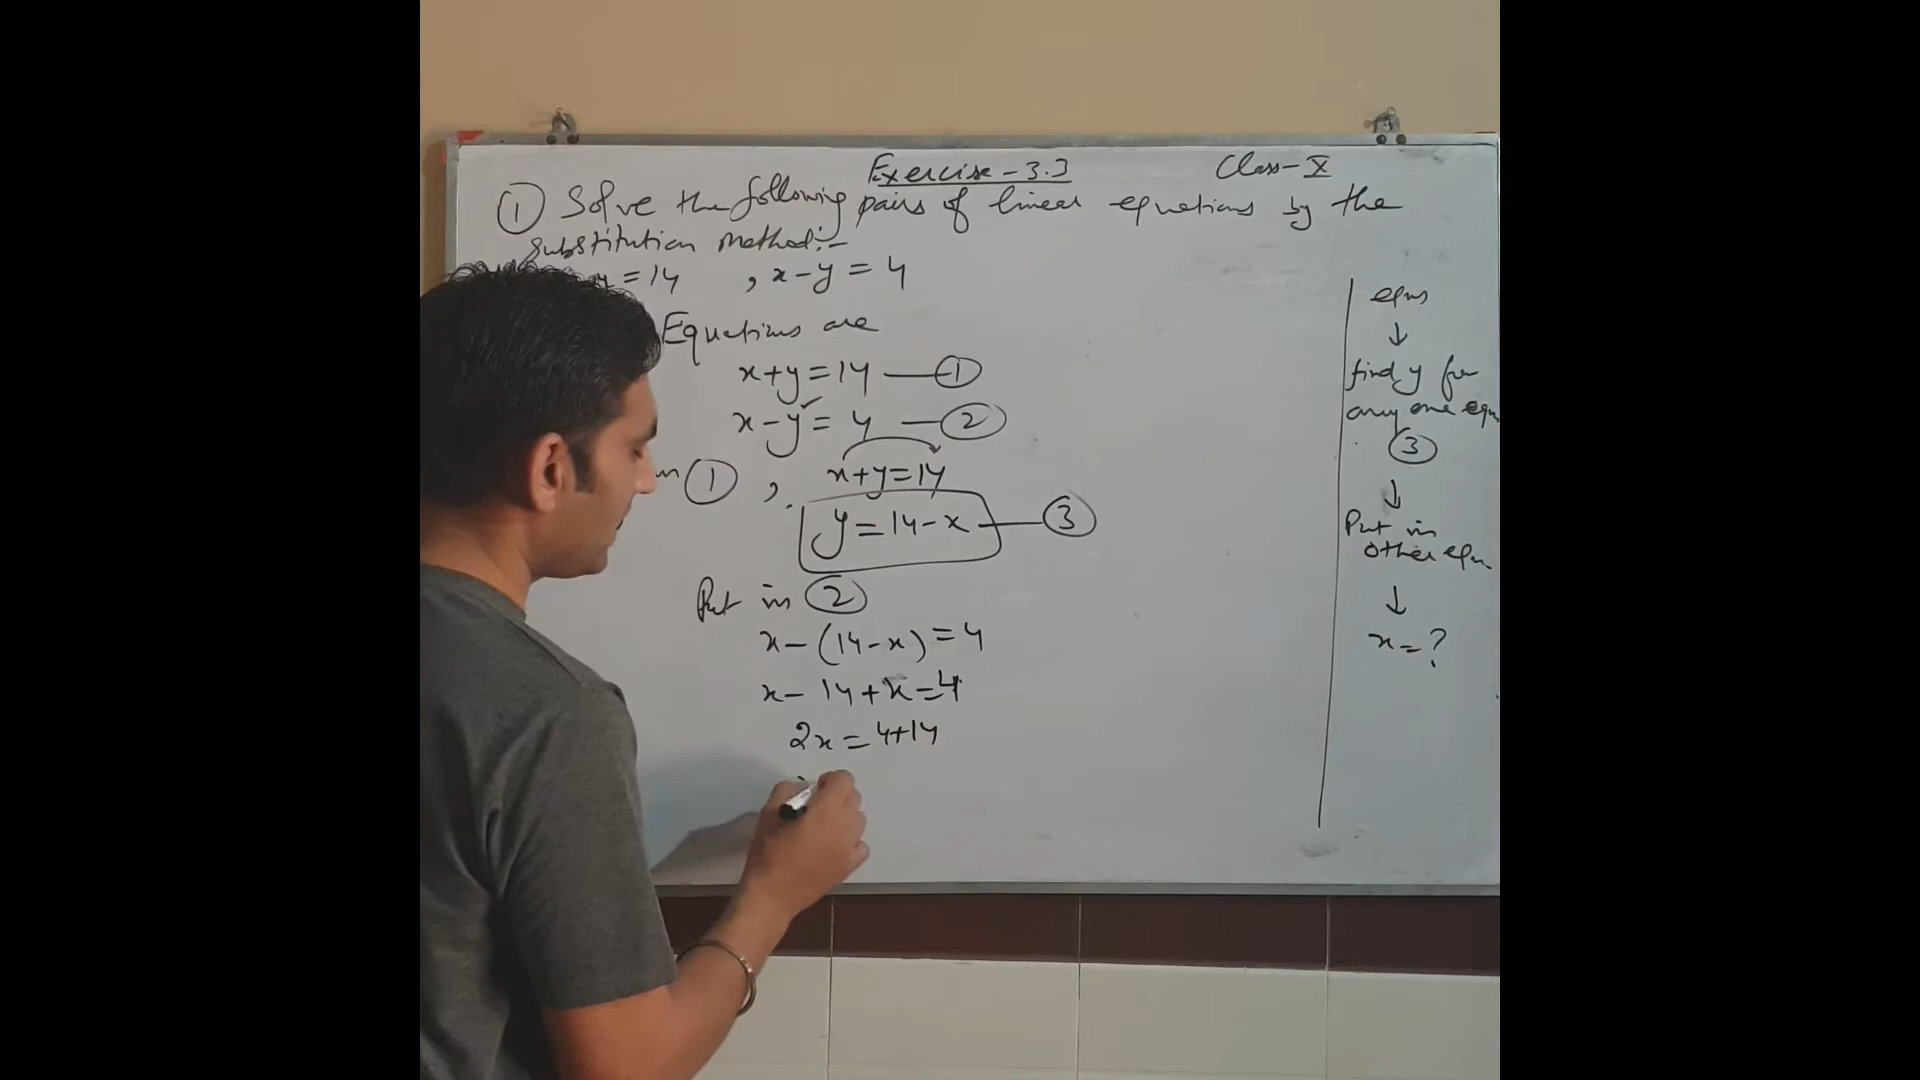 Exercise-3.3 Class-X
① Solve the following pairs of linear equations by the
substitution method:-
y=14 , x-y=4
Equations are
x+y=14 —①
x-y=4 —②
① , x+y=14
y=14-x —③
Put in ②
x-(14-x)=4
x-14+x=4
2x=4+14
eqns
↓
find y from
any one eqn
③
↓
Put in
other eqn.
↓
x=?